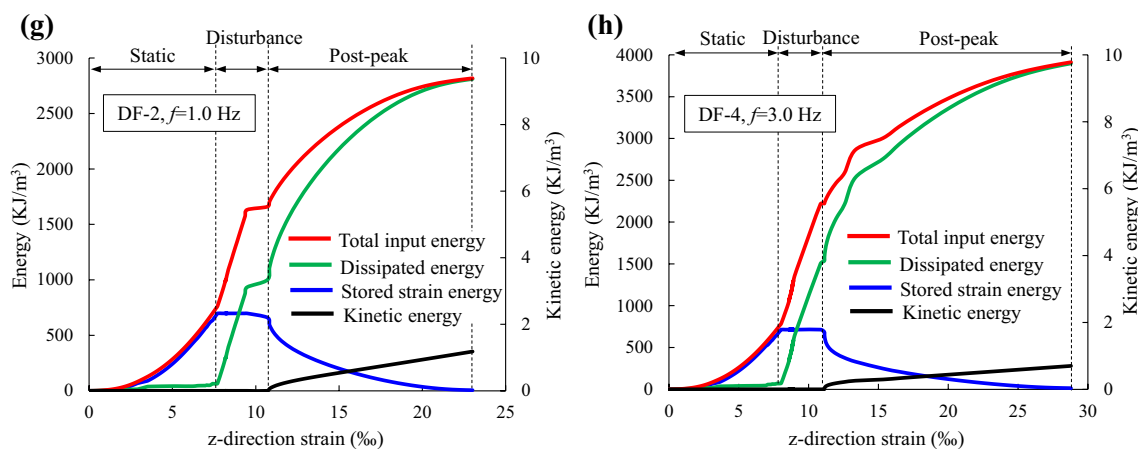 (g)
Static
Disturbance
Post-peak
3000
2500
2000
1500
1000
500
0
Energy (KJ/m³)
10
8
6
4
2
0
Kinetic energy (KJ/m³)
DF-2, f=1.0 Hz
Total input energy
Dissipated energy
Stored strain energy
Kinetic energy
0 5 10 15 20 25
z-direction strain (‰)
(h)
Static
Disturbance
Post-peak
4000
3500
3000
2500
2000
1500
1000
500
0
Energy (KJ/m³)
10
8
6
4
2
0
Kinetic energy (KJ/m³)
DF-4, f=3.0 Hz
Total input energy
Dissipated energy
Stored strain energy
Kinetic energy
0 5 10 15 20 25 30
z-direction strain (‰)